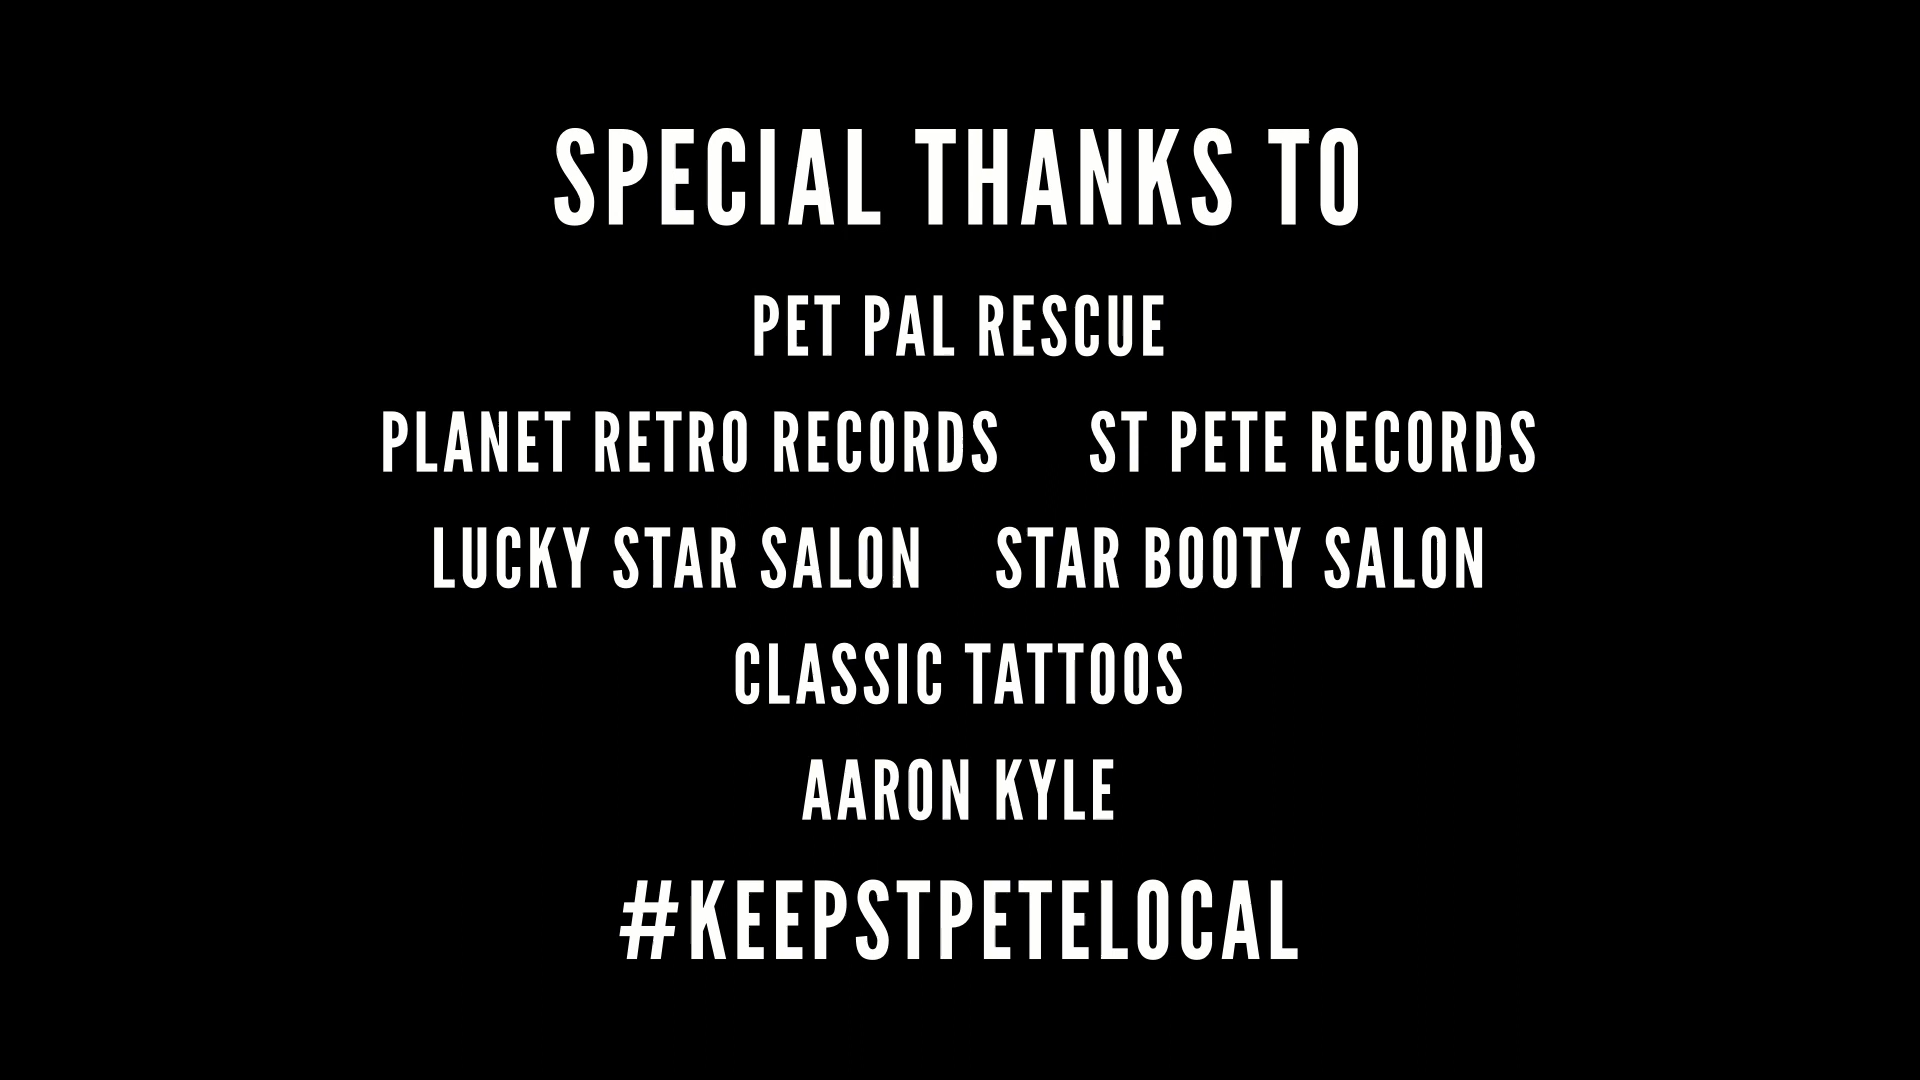 SPECIAL THANKS TO
PET PAL RESCUE
PLANET RETRO RECORDS ST PETE RECORDS
LUCKY STAR SALON STAR BOOTY SALON
CLASSIC TATTOOS
AARON KYLE
#KEEPSTPETELOCAL